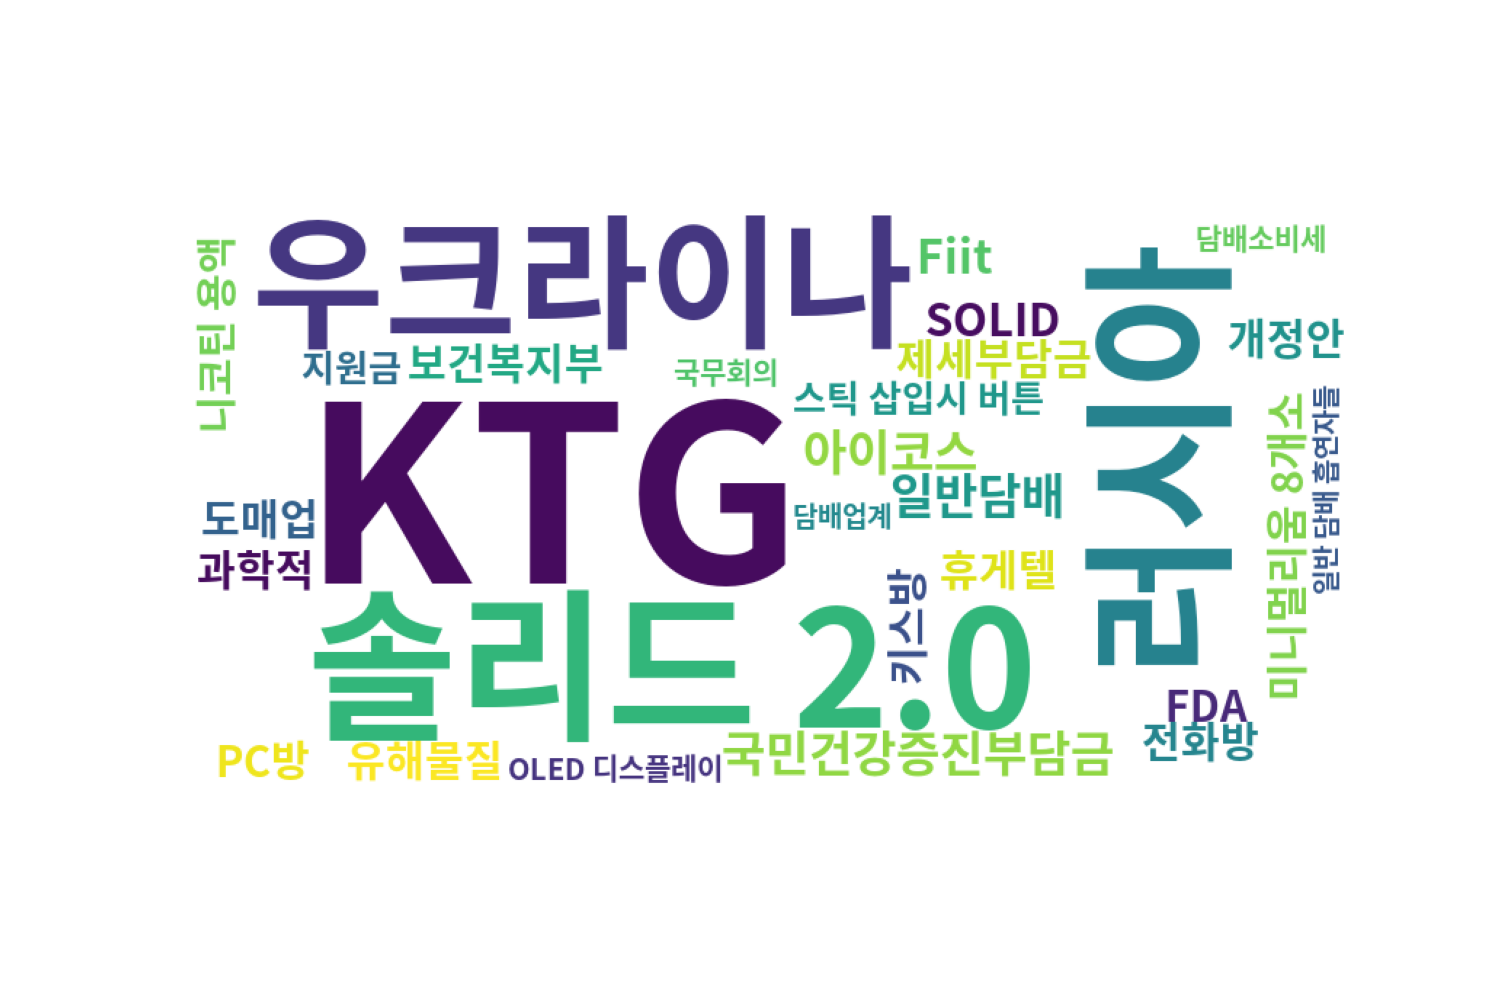 우크라이나
Fiit
담배소비세
니코틴 용액
SOLID
러시아
개정안
지원금
보건복지부
국무회의
제세부담금
스틱 삽입시 버튼
KTG
아이코스
미니멀리움 8개소
일반 담배 흡연자들
도매업
담배업계
일반담배
과학적
휴게텔
키스방
솔리드 2.0
FDA
전화방
PC방
유해물질
OLED 디스플레이
국민건강증진부담금